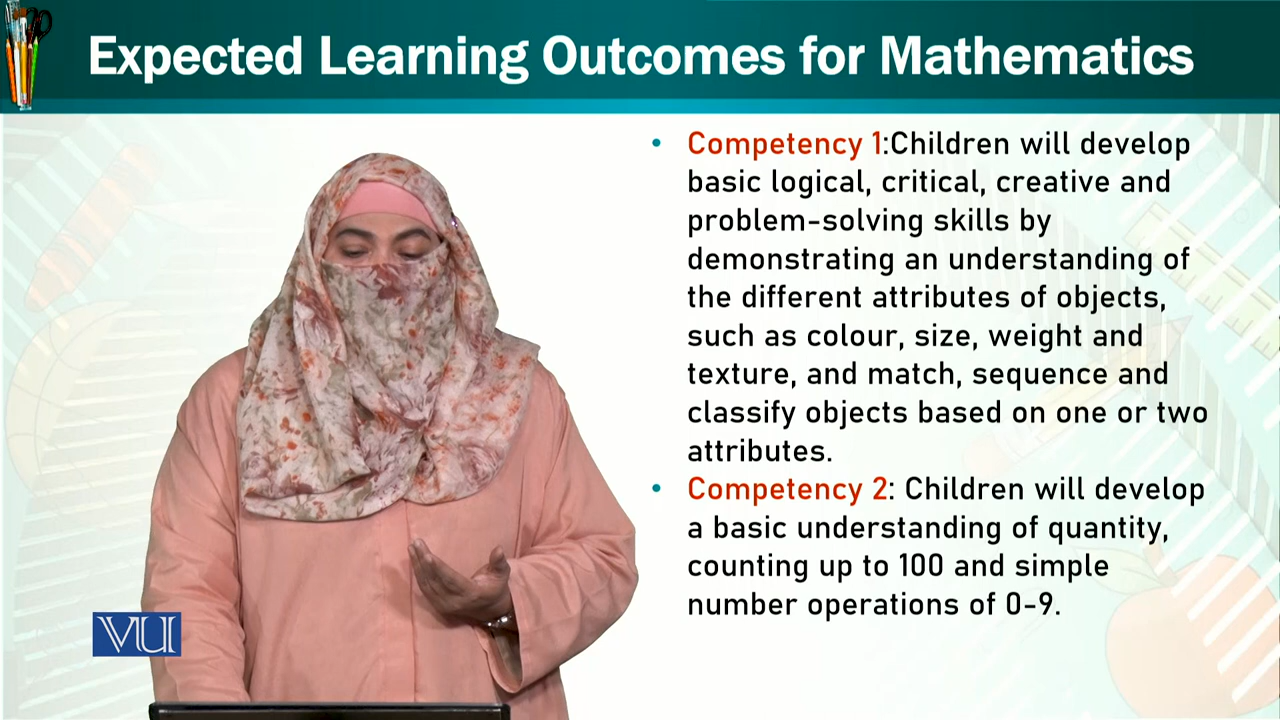 Expected Learning Outcomes for Mathematics
• Competency 1:Children will develop
basic logical, critical, creative and
problem-solving skills by
demonstrating an understanding of
the different attributes of objects,
such as colour, size, weight and
texture, and match, sequence and
classify objects based on one or two
attributes.
• Competency 2: Children will develop
a basic understanding of quantity,
counting up to 100 and simple
number operations of 0-9.
VU